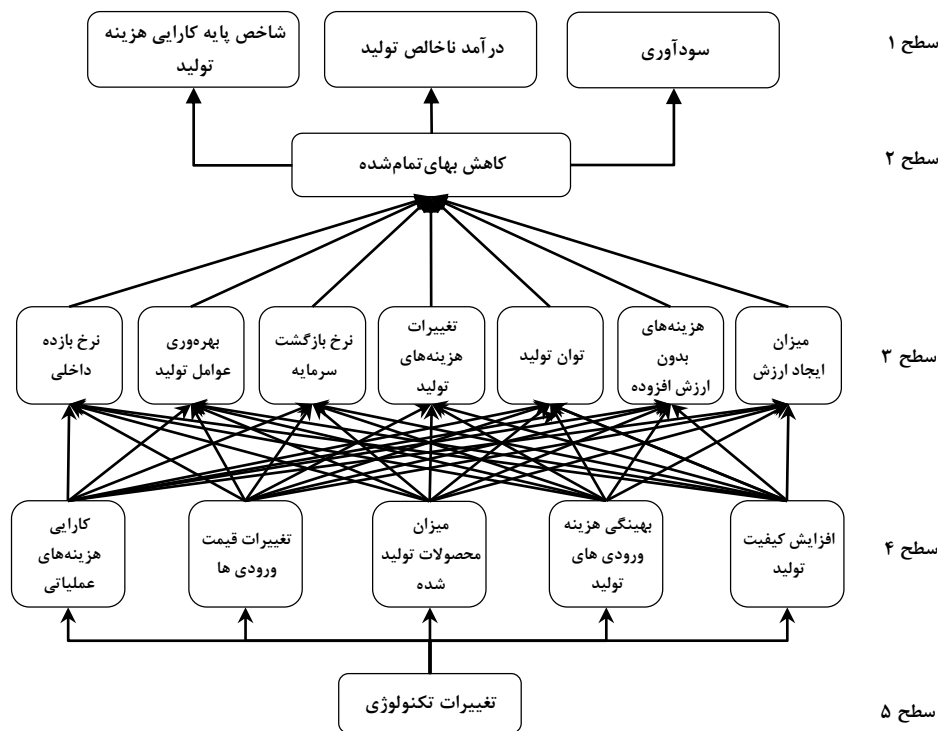 سطح ۱
سودآوری
درآمد ناخالص تولید
شاخص پایه کارایی هزینه
تولید
سطح ۲
کاهش بهای‌تمام‌شده
سطح ۳
میزان
ایجاد ارزش
هزینه‌های
بدون
ارزش افزوده
توان تولید
تغییرات
هزینه‌های
تولید
نرخ بازگشت
سرمایه
بهره‌وری
عوامل تولید
نرخ بازده
داخلی
سطح ۴
افزایش کیفیت
تولید
بهینگی هزینه
ورودی های
تولید
میزان
محصولات تولید
شده
تغییرات قیمت
ورودی ها
کارایی
هزینه‌های
عملیاتی
سطح ۵
تغییرات تکنولوژی